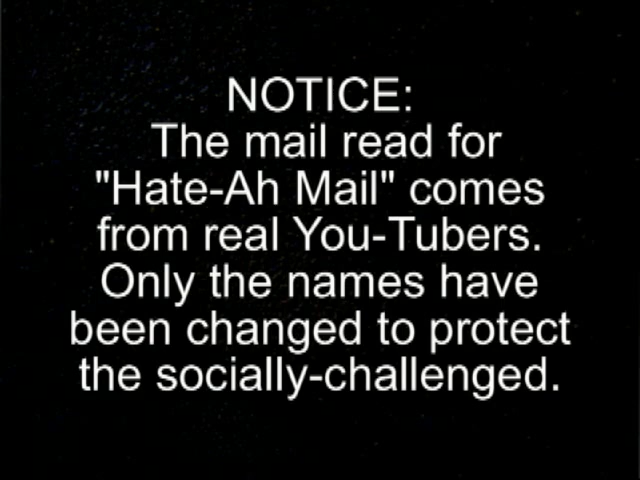 NOTICE:
The mail read for
"Hate-Ah Mail" comes
from real You-Tubers.
Only the names have
been changed to protect
the socially-challenged.